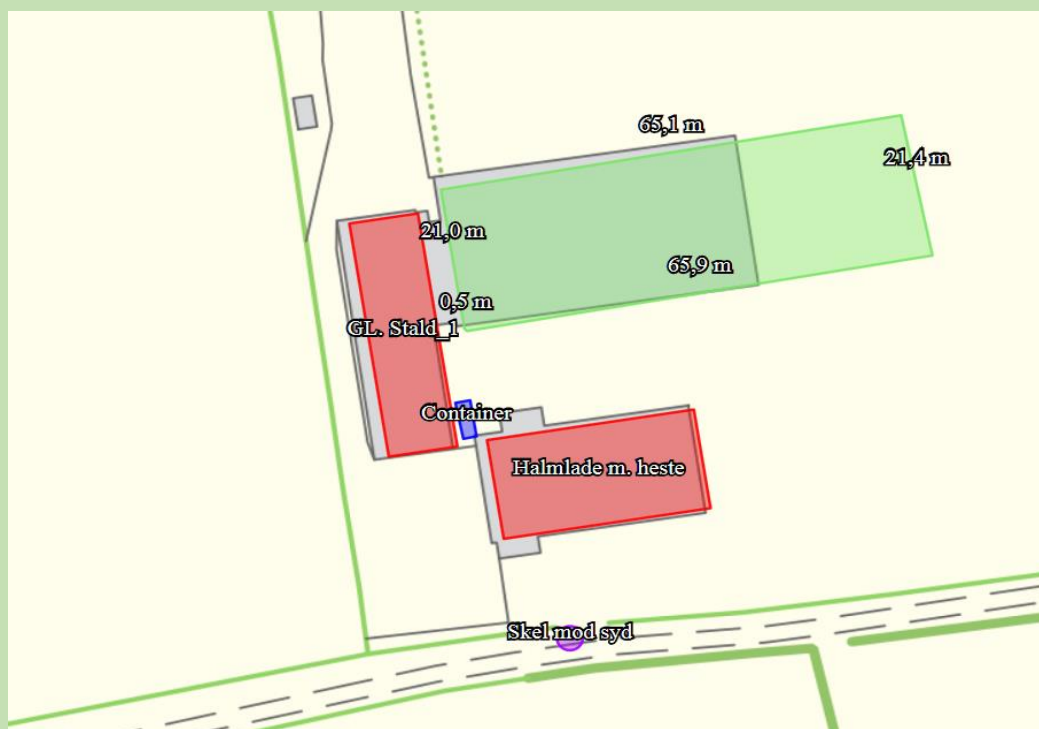 65,1 m
21,4 m
21,0 m
65,9 m
0,5 m
GL. Stald_1
Container
Halmlade m. heste
Skel mod syd